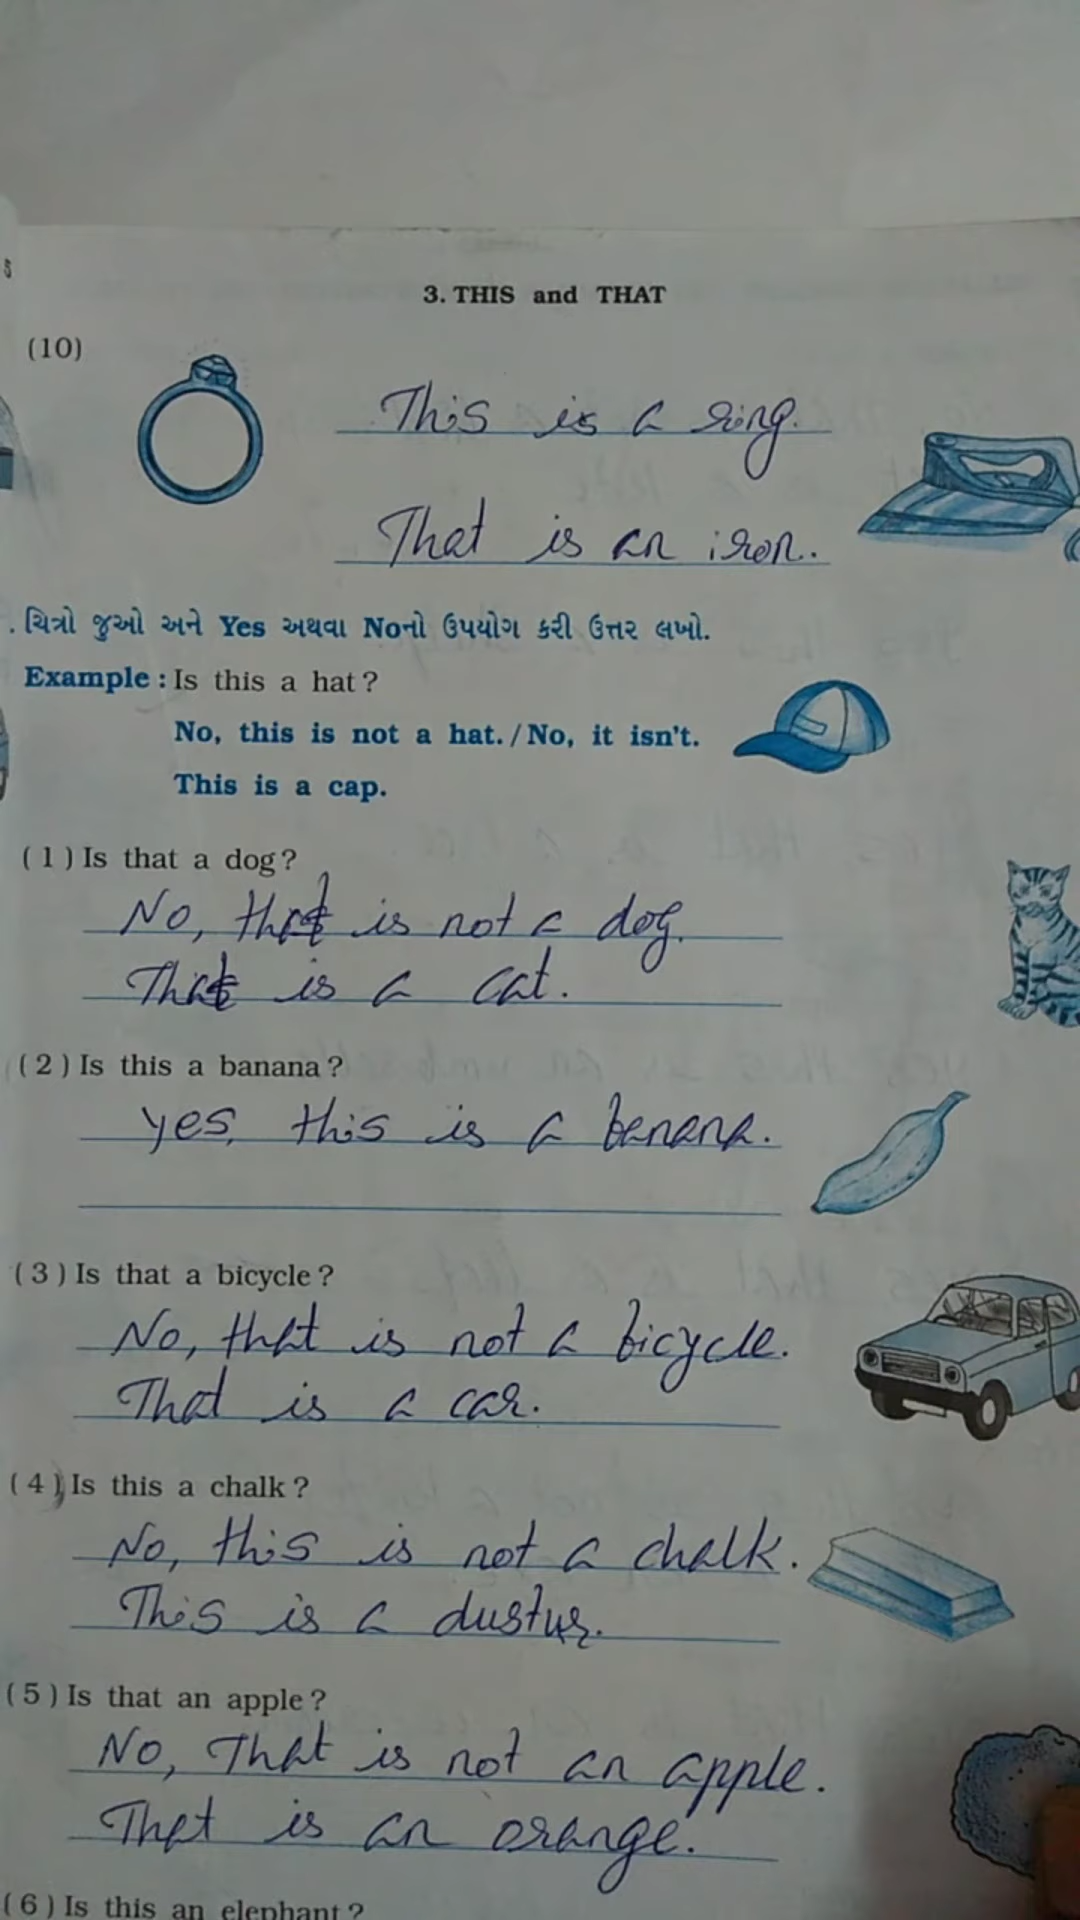 3. THIS and THAT
(10)
This is a ring.
That is an iron.
. ચિત્રો જુઓ અને Yes અથવા Noનો ઉપયોગ કરી ઉત્તર લખો.
Example : Is this a hat ?
No, this is not a hat. / No, it isn't.
This is a cap.
( 1 ) Is that a dog ?
No, that is not a dog.
That is a cat.
( 2 ) Is this a banana ?
yes, this is a banana.
( 3 ) Is that a bicycle ?
No, that is not a bicycle.
That is a car.
( 4 ) Is this a chalk ?
No, this is not a chalk.
This is a dustur.
( 5 ) Is that an apple ?
No, That is not an apple.
That is an orange.
( 6 ) Is this an elephant ?